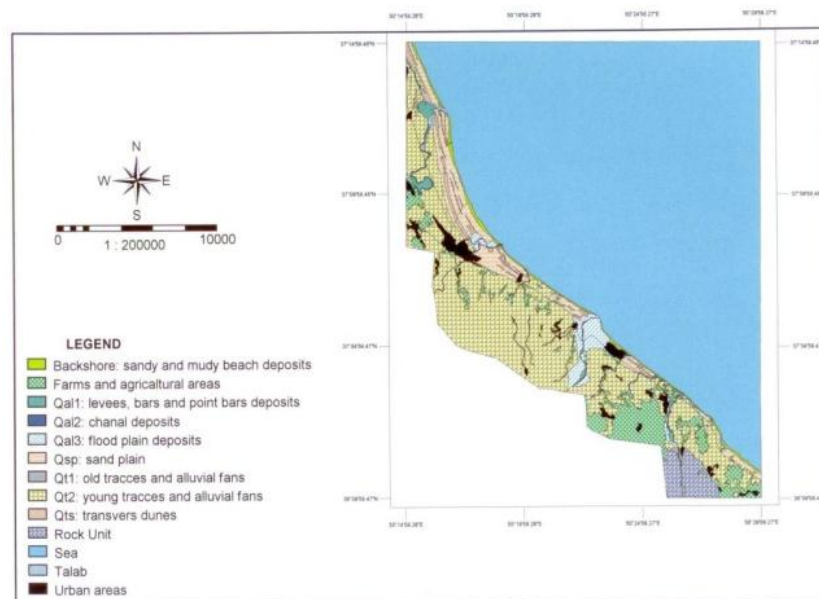 N
W E
S
0 10000
1 : 200000
LEGEND
Backshore: sandy and mudy beach deposits
Farms and agricaltural areas
Qal1: levees, bars and point bars deposits
Qal2: chanal deposits
Qal3: flood plain deposits
Qsp: sand plain
Qt1: old tracces and alluvial fans
Qt2: young tracces and alluvial fans
Qts: transvers dunes
Rock Unit
Sea
Talab
Urban areas